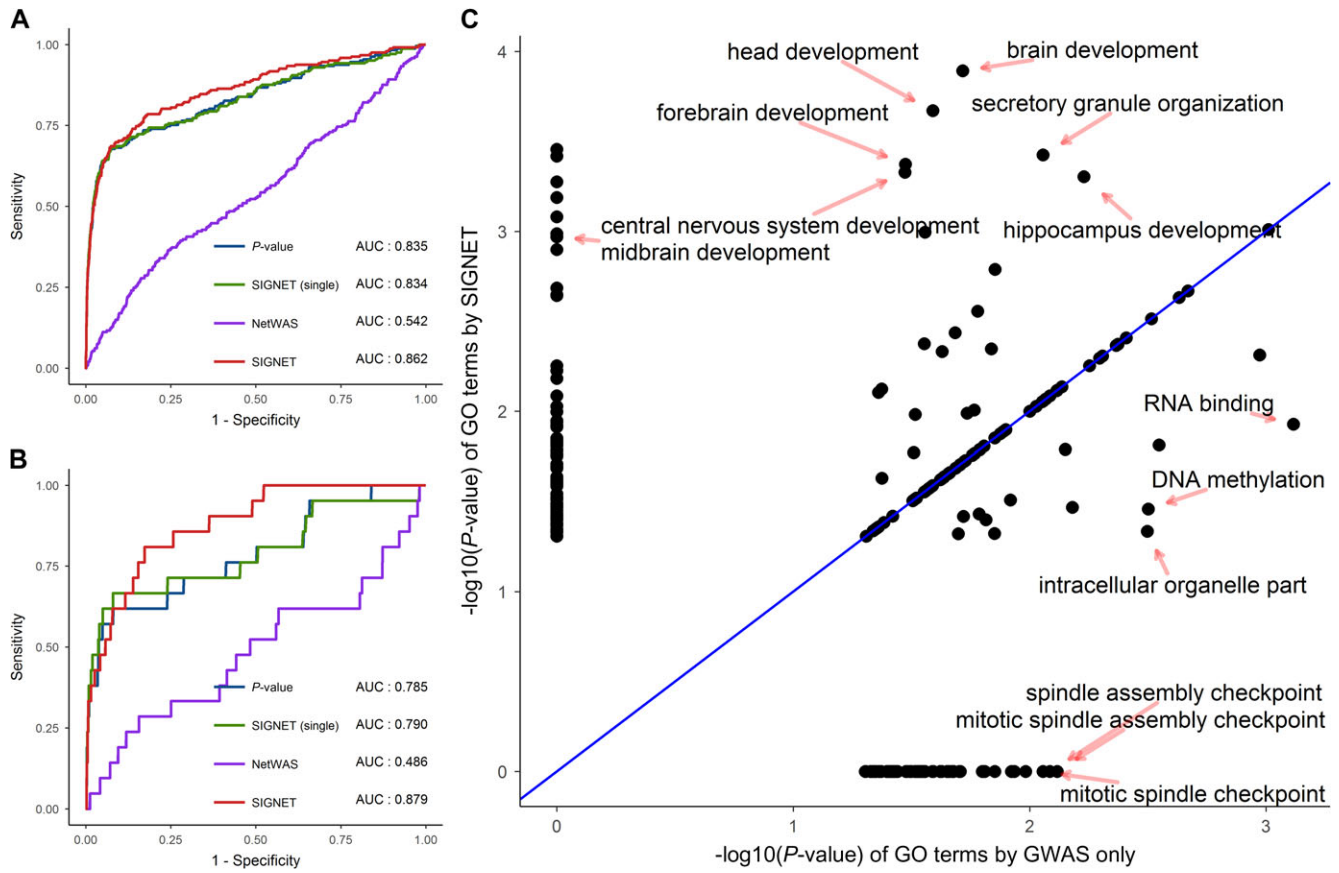 A
1.00
0.75
0.50
0.25
0.00
Sensitivity
P-value AUC : 0.835
SIGNET (single) AUC : 0.834
NetWAS AUC : 0.542
SIGNET AUC : 0.862
0.00 0.25 0.50 0.75 1.00
1 - Specificity
B
1.00
0.75
0.50
0.25
0.00
Sensitivity
P-value AUC : 0.785
SIGNET (single) AUC : 0.790
NetWAS AUC : 0.486
SIGNET AUC : 0.879
0.00 0.25 0.50 0.75 1.00
1 - Specificity
C
4
3
2
1
0
-log10(P-value) of GO terms by SIGNET
head development
brain development
forebrain development
secretory granule organization
central nervous system development
midbrain development
hippocampus development
RNA binding
DNA methylation
intracellular organelle part
spindle assembly checkpoint
mitotic spindle assembly checkpoint
mitotic spindle checkpoint
0 1 2 3
-log10(P-value) of GO terms by GWAS only